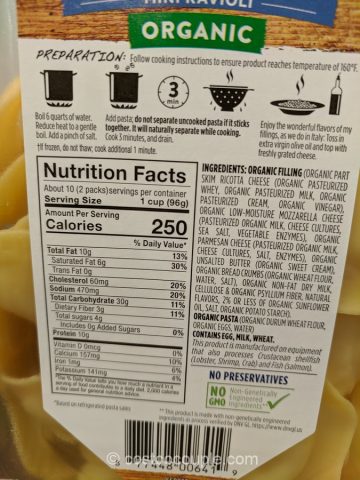 MINI RAVIOLI
ORGANIC
PREPARATION: Follow cooking instructions to ensure product reaches temperature of 160°F.
3
min
Boil 6 quarts of water. Reduce heat to a gentle boil. Add a pinch of salt.
Add pasta; do not separate uncooked pasta if it sticks together. It will naturally separate while cooking. Cook 3 minutes, and drain.
Enjoy the wonderful flavors of my fillings, as we do in Italy: Toss in extra virgin olive oil and top with freshly grated cheese.
†If frozen, do not thaw; cook additional 1 minute.
Nutrition Facts
About 10 (2 packs)servings per container
Serving Size 1 cup (96g)
Amount Per Serving
Calories 250
% Daily Value*
Total Fat 10g 13%
Saturated Fat 6g 30%
Trans Fat 0g
Cholesterol 60mg 20%
Sodium 470mg 20%
Total Carbohydrate 30g 11%
Dietary Fiber 3g 11%
Total sugars 4g
Includes 0g Added Sugars 0%
Protein 10g
Vitamin D 0mcg 0%
Calcium 157mg 10%
Iron 1mg 6%
Potassium 141mg 4%
*The % Daily Value tells you how much a nutrient in a
serving of food contributes to a daily diet. 2,000 calories
a day used for general nutrition advice.
INGREDIENTS: ORGANIC FILLING (ORGANIC PART
SKIM RICOTTA CHEESE (ORGANIC PASTEURIZED
WHEY, ORGANIC PASTEURIZED MILK, ORGANIC
PASTEURIZED CREAM, ORGANIC VINEGAR),
ORGANIC LOW-MOISTURE MOZZARELLA CHEESE
(PASTEURIZED ORGANIC MILK, CHEESE CULTURES,
SEA SALT, VEGETABLE ENZYMES), ORGANIC
PARMESAN CHEESE (PASTEURIZED ORGANIC MILK,
CHEESE CULTURES, SALT, ENZYMES), ORGANIC
UNSALTED BUTTER (ORGANIC SWEET CREAM),
ORGANIC BREAD CRUMBS (ORGANIC WHEAT FLOUR,
WATER, SALT), ORGANIC NON-FAT DRY MILK,
CELLULOSE & ORGANIC PSYLLIUM FIBER, NATURAL
FLAVORS, 2% OR LESS OF ORGANIC SUNFLOWER
OIL, SALT, ORGANIC POTATO STARCH).
ORGANIC PASTA (ORGANIC DURUM WHEAT FLOUR,
ORGANIC EGGS, WATER)
CONTAINS EGG, MILK, WHEAT.
This product is manufactured on equipment
that also processes Crustacean shellfish
(Lobster, Shrimp, Crab) and Fish (Salmon).
NO PRESERVATIVES
NO GMO Non-Genetically Engineered Ingredients**
*Based on refrigerated pasta sales
** This product is made with non-genetically engineered
ingredients based on process verified by DNV GL. https://www.dnvgl.us
77448 00641 9
costcocouple.com